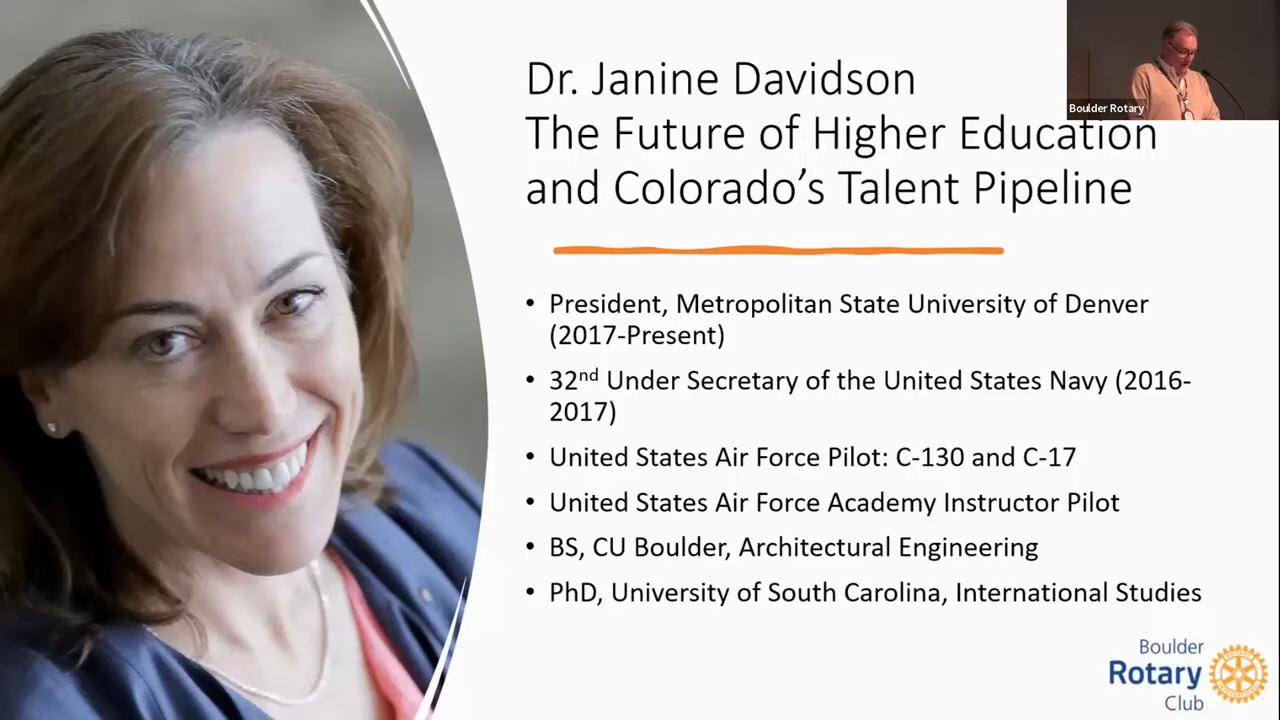 Dr. Janine Davidson
The Future of Higher Education
and Colorado’s Talent Pipeline
Boulder Rotary
• President, Metropolitan State University of Denver
(2017-Present)
• 32nd Under Secretary of the United States Navy (2016-
2017)
• United States Air Force Pilot: C-130 and C-17
• United States Air Force Academy Instructor Pilot
• BS, CU Boulder, Architectural Engineering
• PhD, University of South Carolina, International Studies
Boulder
Rotary
Club